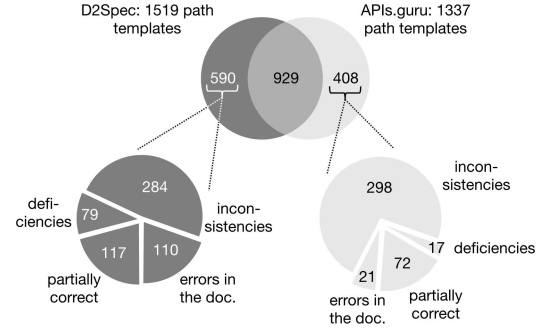 D2Spec: 1519 path
templates
APIs.guru: 1337
path templates
590
929
408
284
defi-
ciencies
79
incon-
sistencies
117
110
partially
correct
errors in
the doc.
298
incon-
sistencies
17
deficiencies
72
21
errors in
the doc.
partially
correct